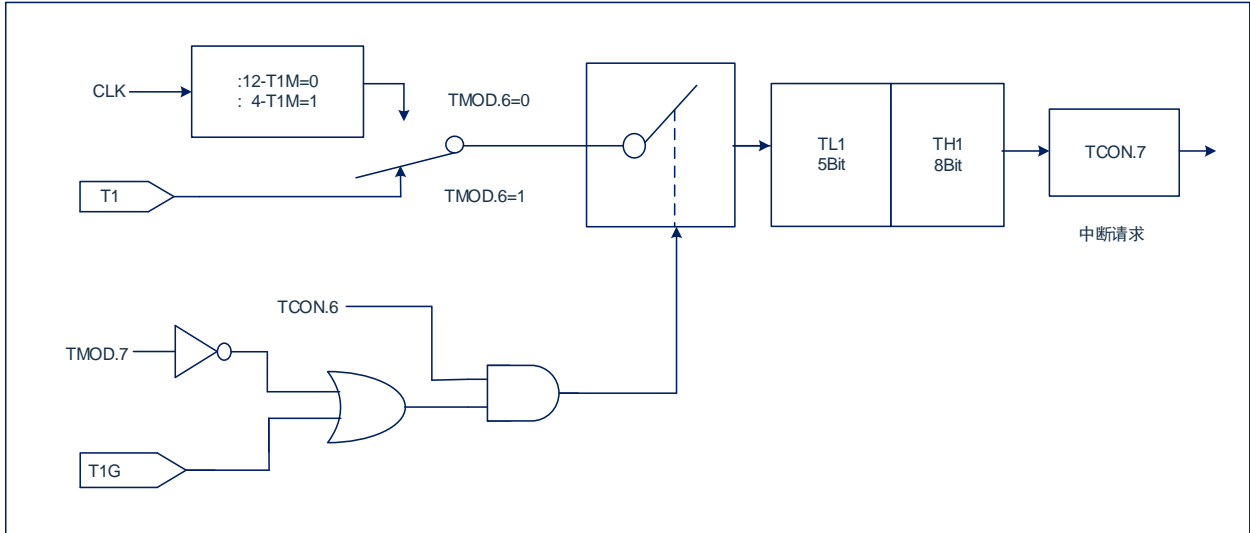 CLK
:12-T1M=0
: 4-T1M=1
TMOD.6=0
T1
TMOD.6=1
TL1
5Bit
TH1
8Bit
TCON.7
中断请求
TCON.6
TMOD.7
T1G